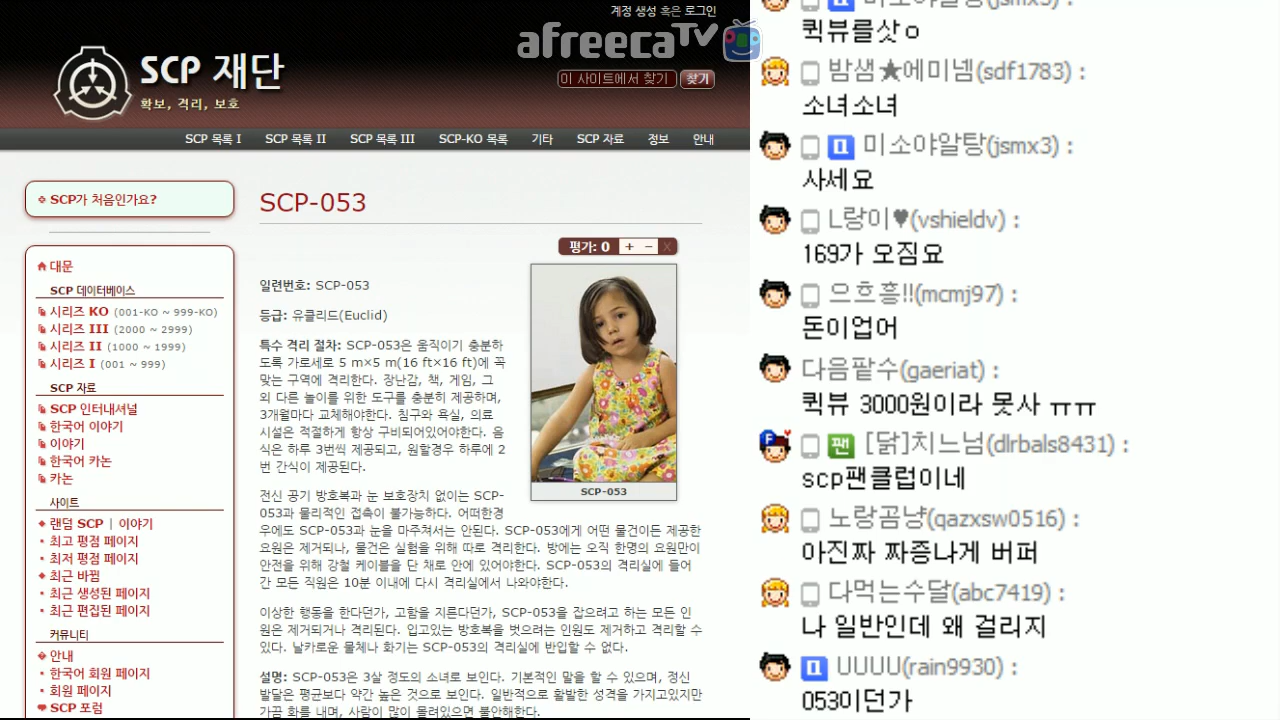 계정 생성 혹은 로그인
afreecaTV
SCP 재단
확보, 격리, 보호
이 사이트에서 찾기 찾기
SCP 목록 I SCP 목록 II SCP 목록 III SCP-KO 목록 기타 SCP 자료 정보 안내
SCP가 처음인가요?
대문
SCP 데이터베이스
시리즈 KO (001-KO ~ 999-KO)
시리즈 III (2000 ~ 2999)
시리즈 II (1000 ~ 1999)
시리즈 I (001 ~ 999)
SCP 자료
SCP 인터내셔널
한국어 이야기
이야기
한국어 카논
카논
사이트
랜덤 SCP | 이야기
최고 평점 페이지
최저 평점 페이지
최근 바뀜
최근 생성된 페이지
최근 편집된 페이지
커뮤니티
안내
한국어 회원 페이지
회원 페이지
SCP 포럼
SCP-053
평가: 0 + − X
SCP-053
일련번호: SCP-053
등급: 유클리드(Euclid)
특수 격리 절차: SCP-053은 움직이기 충분하
도록 가로세로 5 m×5 m(16 ft×16 ft)에 꼭
맞는 구역에 격리한다. 장난감, 책, 게임, 그
외 다른 놀이를 위한 도구를 충분히 제공하며,
3개월마다 교체해야한다. 침구와 욕실, 의료
시설은 적절하게 항상 구비되어있어야한다. 음
식은 하루 3번씩 제공되고, 원할경우 하루에 2
번 간식이 제공된다.
전신 공기 방호복과 눈 보호장치 없이는 SCP-
053과 물리적인 접촉이 불가능하다. 어떠한경
우에도 SCP-053과 눈을 마주쳐서는 안된다. SCP-053에게 어떤 물건이든 제공한
요원은 제거되나, 물건은 실험을 위해 따로 격리한다. 방에는 오직 한명의 요원만이
안전을 위해 강철 케이블을 단 채로 안에 있어야한다. SCP-053의 격리실에 들어
간 모든 직원은 10분 이내에 다시 격리실에서 나와야한다.
이상한 행동을 한다던가, 고함을 지른다던가, SCP-053을 잡으려고 하는 모든 인
원은 제거되거나 격리된다. 입고있는 방호복을 벗으려는 인원도 제거하고 격리할 수
있다. 날카로운 물체나 화기는 SCP-053의 격리실에 반입할 수 없다.
설명: SCP-053은 3살 정도의 소녀로 보인다. 기본적인 말을 할 수 있으며, 정신
발달은 평균보다 약간 높은 것으로 보인다. 일반적으로 활발한 성격을 가지고있지만
가끔 화를 내며, 사람이 많이 몰려있으면 불안해한다.
미소야알탕(jsmx3) :
퀵뷰를삿ㅇ
밤샘★에미넴(sdf1783) :
소녀소녀
미소야알탕(jsmx3) :
사세요
L랑이♥(vshieldv) :
169가 오짐요
으흐흥!!(mcmj97) :
돈이업어
다음팥수(gaeriat) :
퀵뷰 3000원이라 못사 ㅠㅠ
팬 [닭]치느님(dlrbals8431) :
scp팬클럽이네
노랑곰냥(qazxsw0516) :
아진짜 짜증나게 버퍼
다먹는수달(abc7419) :
나 일반인데 왜 걸리지
UUUU(rain9930) :
053이던가